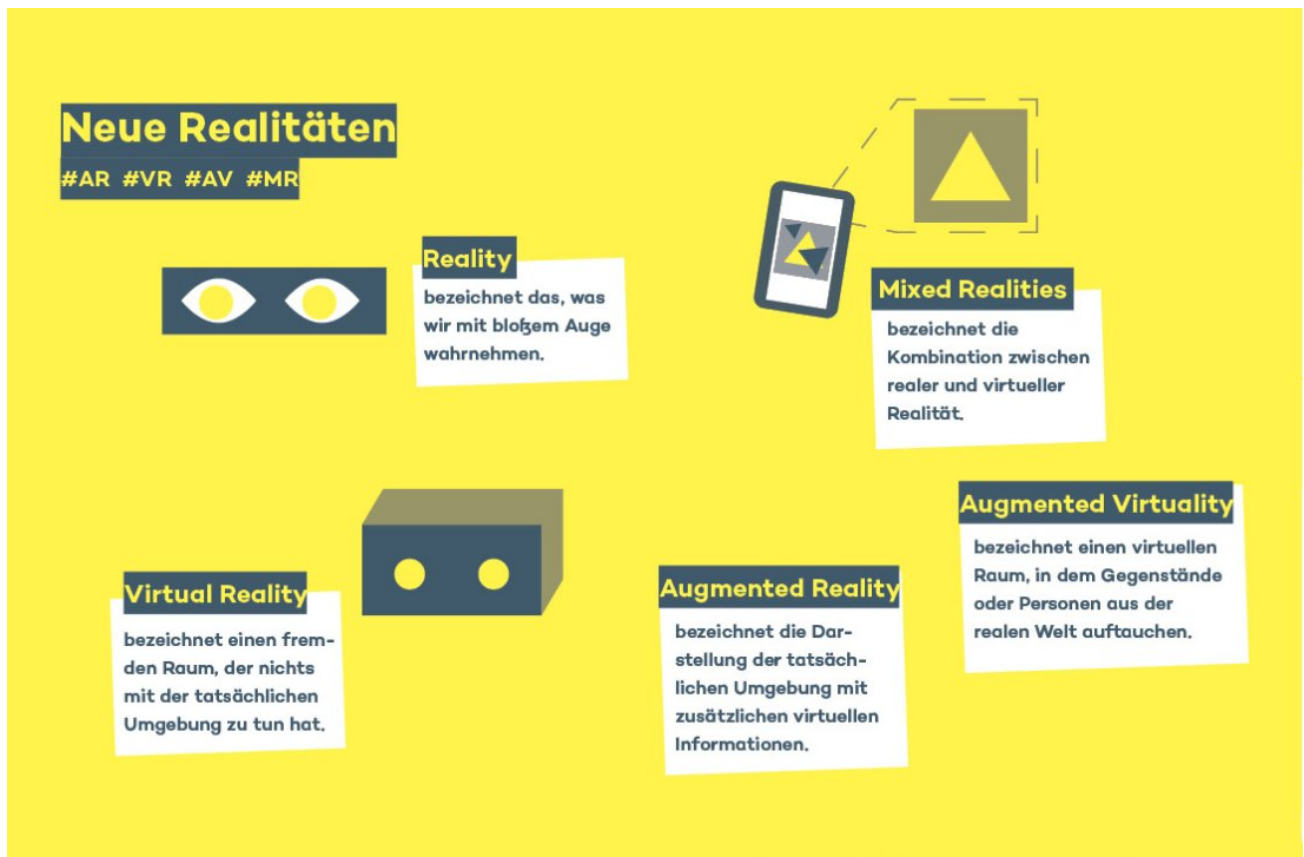 Neue Realitäten
#AR #VR #AV #MR
Reality
bezeichnet das, was
wir mit bloßem Auge
wahrnehmen.
Mixed Realities
bezeichnet die
Kombination zwischen
realer und virtueller
Realität.
Virtual Reality
bezeichnet einen frem-
den Raum, der nichts
mit der tatsächlichen
Umgebung zu tun hat.
Augmented Reality
bezeichnet die Dar-
stellung der tatsäch-
lichen Umgebung mit
zusätzlichen virtuellen
Informationen.
Augmented Virtuality
bezeichnet einen virtuellen
Raum, in dem Gegenstände
oder Personen aus der
realen Welt auftauchen.